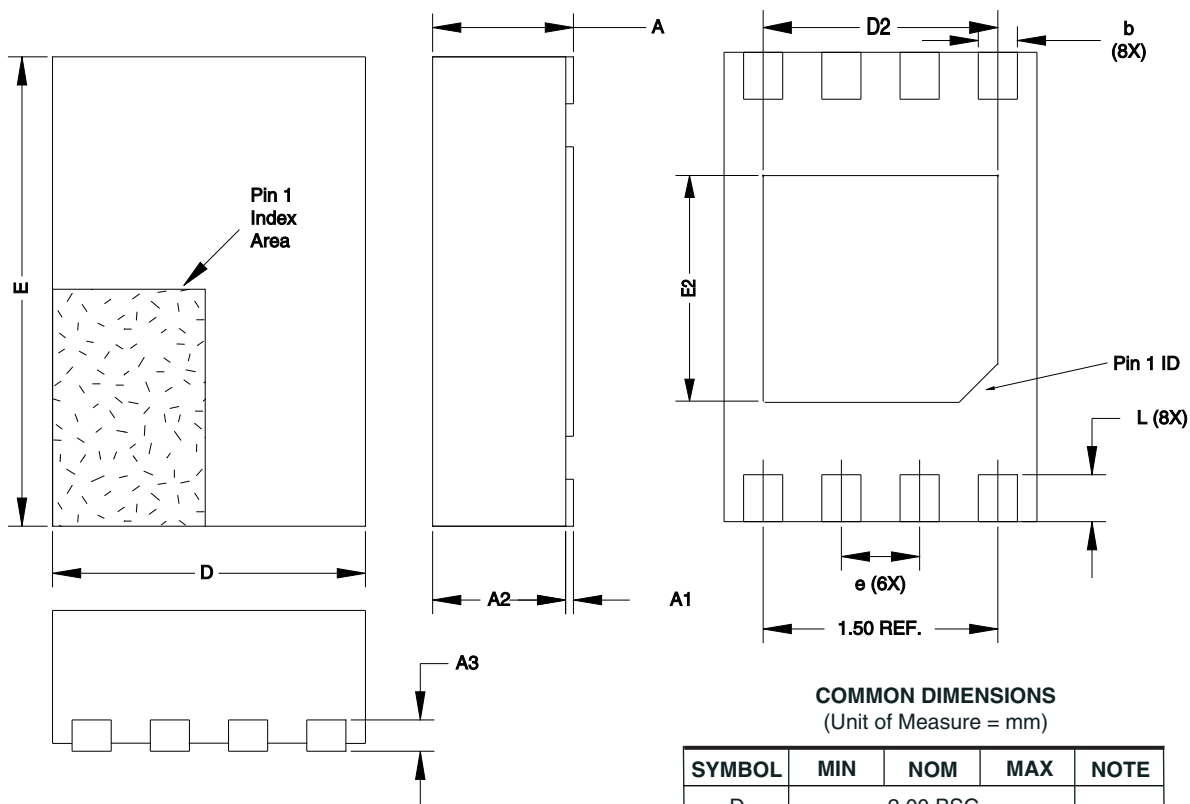 A
D2
b
(8X)
Pin 1
Index
Area
E
E2
Pin 1 ID
L (8X)
D
A2
A1
e (6X)
1.50 REF.
A3
COMMON DIMENSIONS
(Unit of Measure = mm)
SYMBOL MIN NOM MAX NOTE